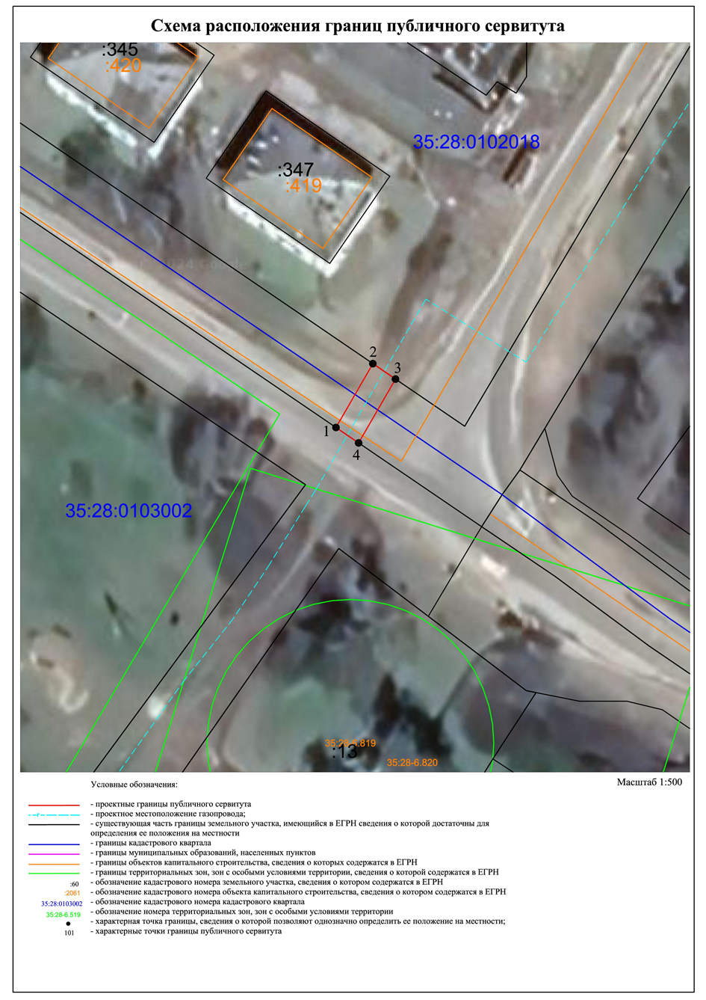 Схема расположения границ публичного сервитута
:345
:420
35:28:0102018
:347
:419
2
3
1
4
35:28:0103002
35:28-6.819
:13
35:28-6.820
Масштаб 1:500
Условные обозначения:
- проектные границы публичного сервитута
- проектное местоположение газопровода;
- существующая часть границы земельного участка, имеющийся в ЕГРН сведения о которой достаточны для
определения ее положения на местности
- границы кадастрового квартала
- границы муниципальных образований, населенных пунктов
- границы объектов капитального строительства, сведения о которых содержатся в ЕГРН
- границы территориальных зон, зон с особыми условиями территории, сведения о которой содержатся в ЕГРН
:60 - обозначение кадастрового номера земельного участка, сведения о котором содержатся в ЕГРН
:2061 - обозначение кадастрового номера объекта капитального строительства, сведения о котором содержатся в ЕГРН
35:28:0103002 - обозначение кадастрового номера кадастрового квартала
35:28-6.519 - обозначение номера территориальных зон, зон с особыми условиями территории
- характерная точка границы, сведения о которой позволяют однозначно определить ее положение на местности;
101 - характерные точки границы публичного сервитута